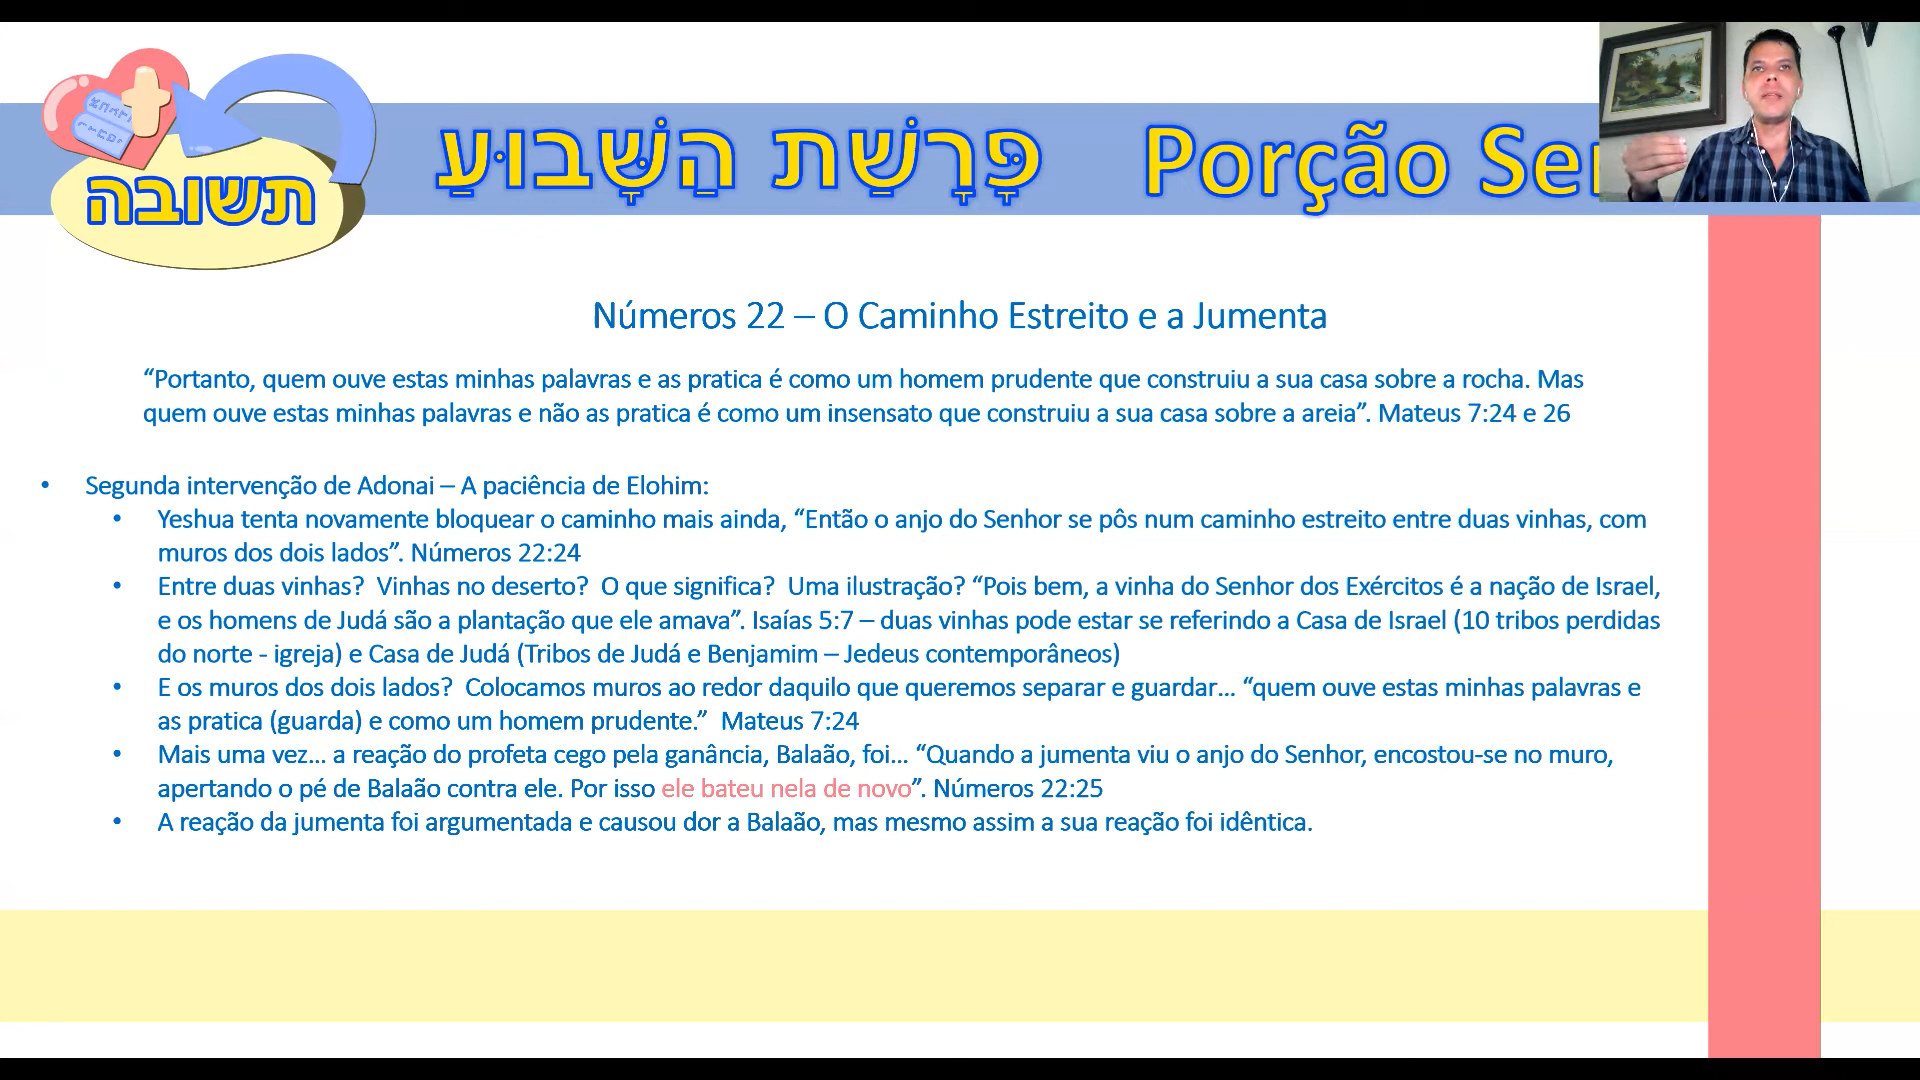 תשובה
פָּרָשַׁת הַשָּׁבוּעַ Porção Se
Números 22 – O Caminho Estreito e a Jumenta
“Portanto, quem ouve estas minhas palavras e as pratica é como um homem prudente que construiu a sua casa sobre a rocha. Mas
quem ouve estas minhas palavras e não as pratica é como um insensato que construiu a sua casa sobre a areia”. Mateus 7:24 e 26
• Segunda intervenção de Adonai – A paciência de Elohim:
• Yeshua tenta novamente bloquear o caminho mais ainda, “Então o anjo do Senhor se pôs num caminho estreito entre duas vinhas, com
muros dos dois lados”. Números 22:24
• Entre duas vinhas? Vinhas no deserto? O que significa? Uma ilustração? “Pois bem, a vinha do Senhor dos Exércitos é a nação de Israel,
e os homens de Judá são a plantação que ele amava”. Isaías 5:7 – duas vinhas pode estar se referindo a Casa de Israel (10 tribos perdidas
do norte - igreja) e Casa de Judá (Tribos de Judá e Benjamim – Jedeus contemporâneos)
• E os muros dos dois lados? Colocamos muros ao redor daquilo que queremos separar e guardar... “quem ouve estas minhas palavras e
as pratica (guarda) e como um homem prudente.” Mateus 7:24
• Mais uma vez... a reação do profeta cego pela ganância, Balaão, foi... “Quando a jumenta viu o anjo do Senhor, encostou-se no muro,
apertando o pé de Balaão contra ele. Por isso ele bateu nela de novo”. Números 22:25
• A reação da jumenta foi argumentada e causou dor a Balaão, mas mesmo assim a sua reação foi idêntica.